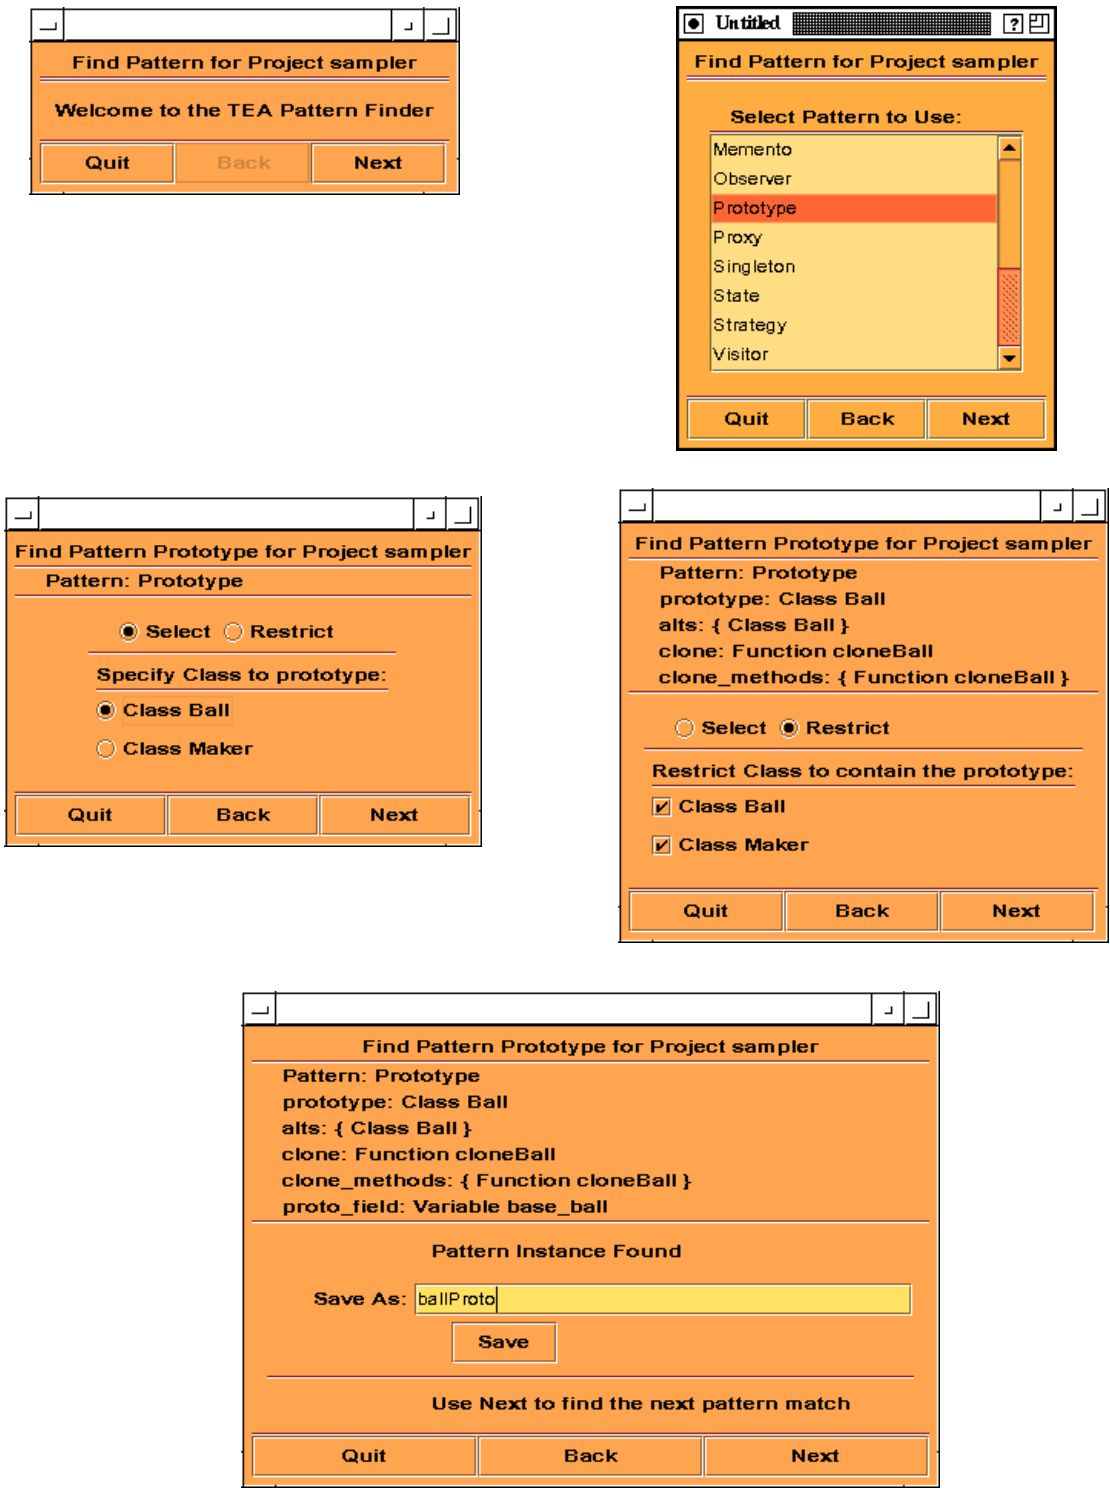 Find Pattern for Project sampler
Welcome to the TEA Pattern Finder
Quit Back Next
Untitled ?
Find Pattern for Project sampler
Select Pattern to Use:
Memento
Observer
Prototype
Proxy
Singleton
State
Strategy
Visitor
Quit Back Next
Find Pattern Prototype for Project sampler
Pattern: Prototype
Select Restrict
Specify Class to prototype:
Class Ball
Class Maker
Quit Back Next
Find Pattern Prototype for Project sampler
Pattern: Prototype
prototype: Class Ball
alts: { Class Ball }
clone: Function cloneBall
clone_methods: { Function cloneBall }
Select Restrict
Restrict Class to contain the prototype:
Class Ball
Class Maker
Quit Back Next
Find Pattern Prototype for Project sampler
Pattern: Prototype
prototype: Class Ball
alts: { Class Ball }
clone: Function cloneBall
clone_methods: { Function cloneBall }
proto_field: Variable base_ball
Pattern Instance Found
Save As: ballProto
Save
Use Next to find the next pattern match
Quit Back Next